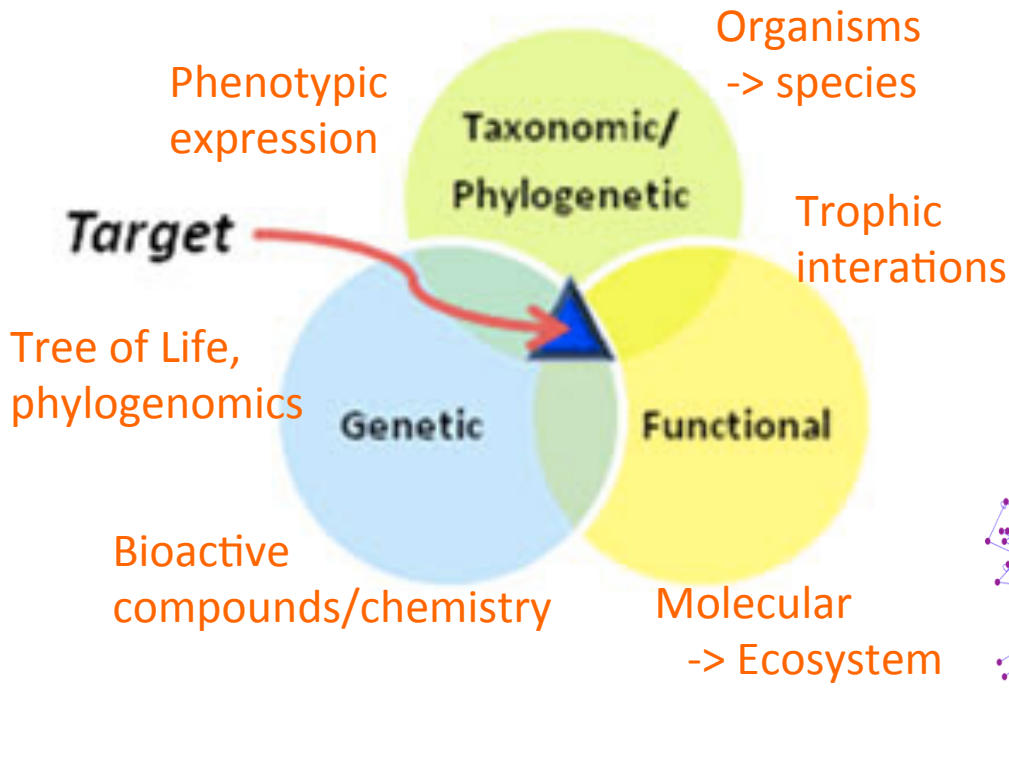 Organisms
-> species
Phenotypic
expression
Taxonomic/
Phylogenetic
Trophic
interations
Target
Tree of Life,
phylogenomics
Genetic
Functional
Bioactive
compounds/chemistry
Molecular
-> Ecosystem